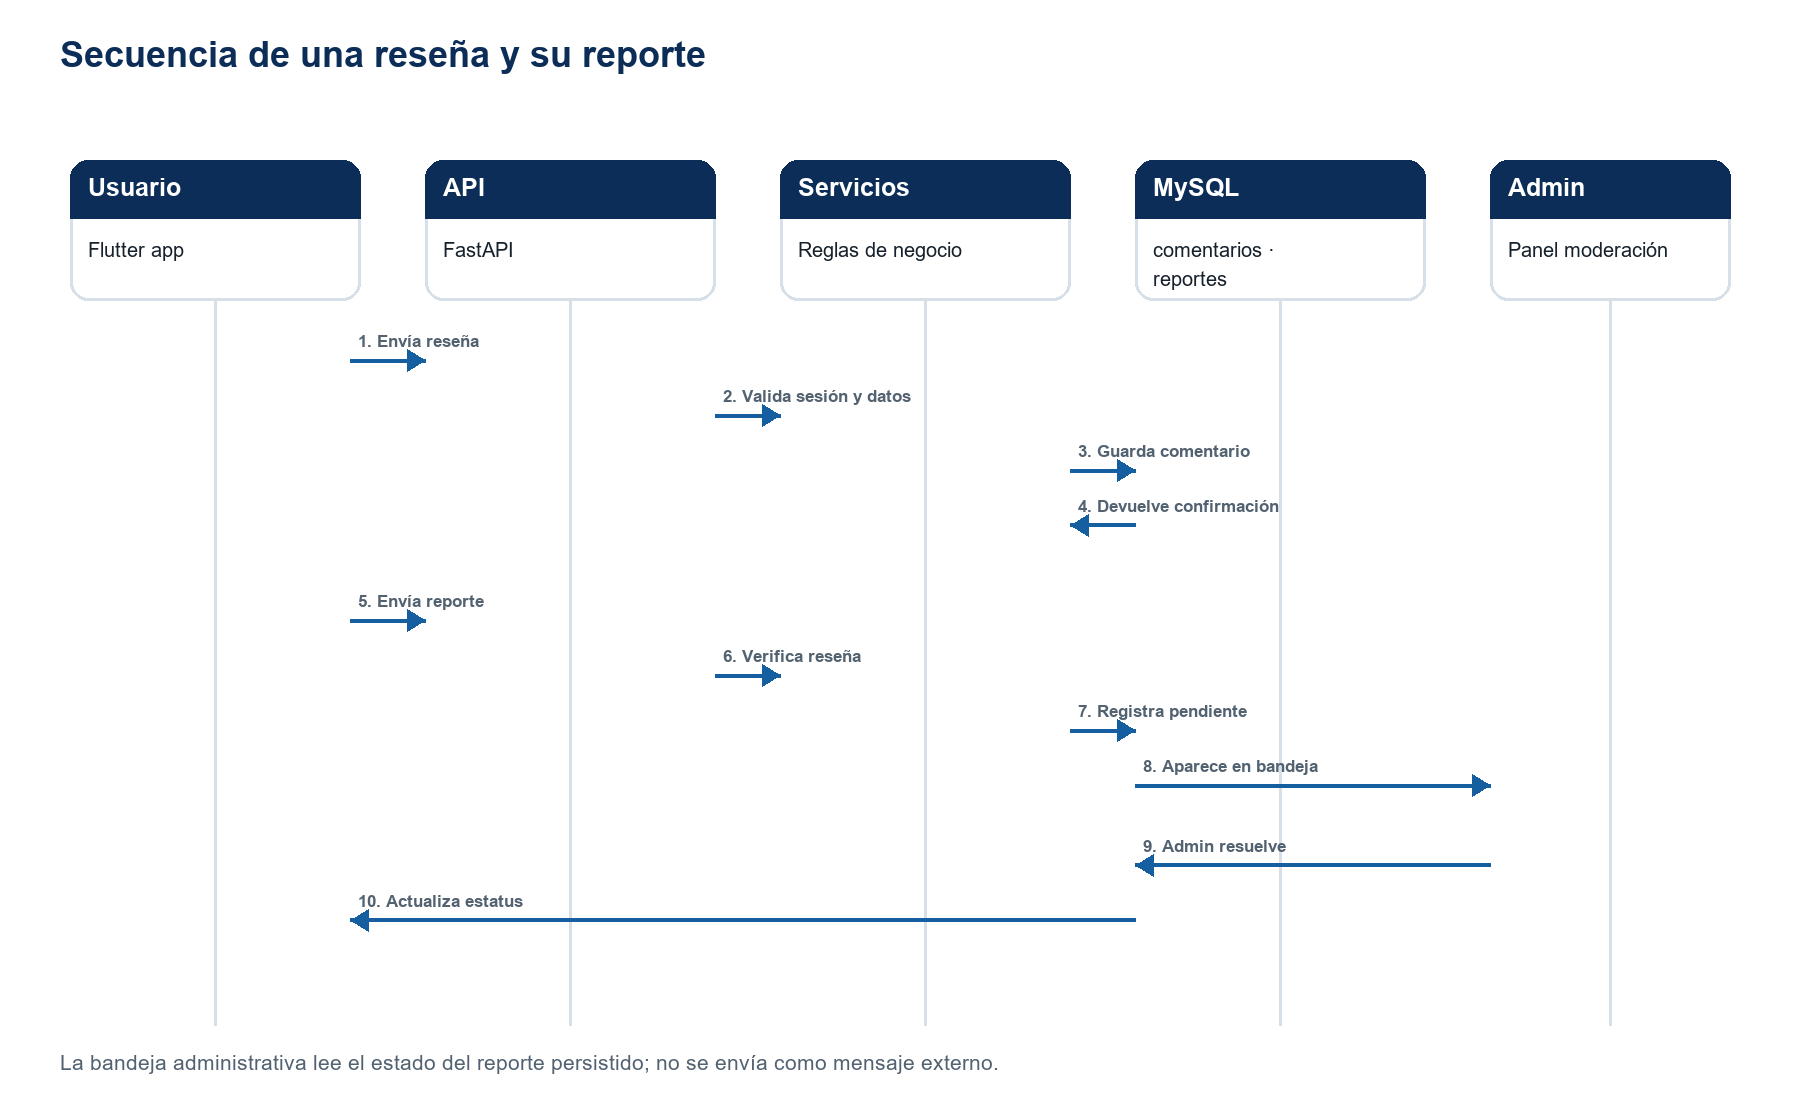 Secuencia de una reseña y su reporte
Usuario
Flutter app
API
FastAPI
Servicios
Reglas de negocio
MySQL
comentarios ·
reportes
Admin
Panel moderación
1. Envía reseña
2. Valida sesión y datos
3. Guarda comentario
4. Devuelve confirmación
5. Envía reporte
6. Verifica reseña
7. Registra pendiente
8. Aparece en bandeja
9. Admin resuelve
10. Actualiza estatus
La bandeja administrativa lee el estado del reporte persistido; no se envía como mensaje externo.